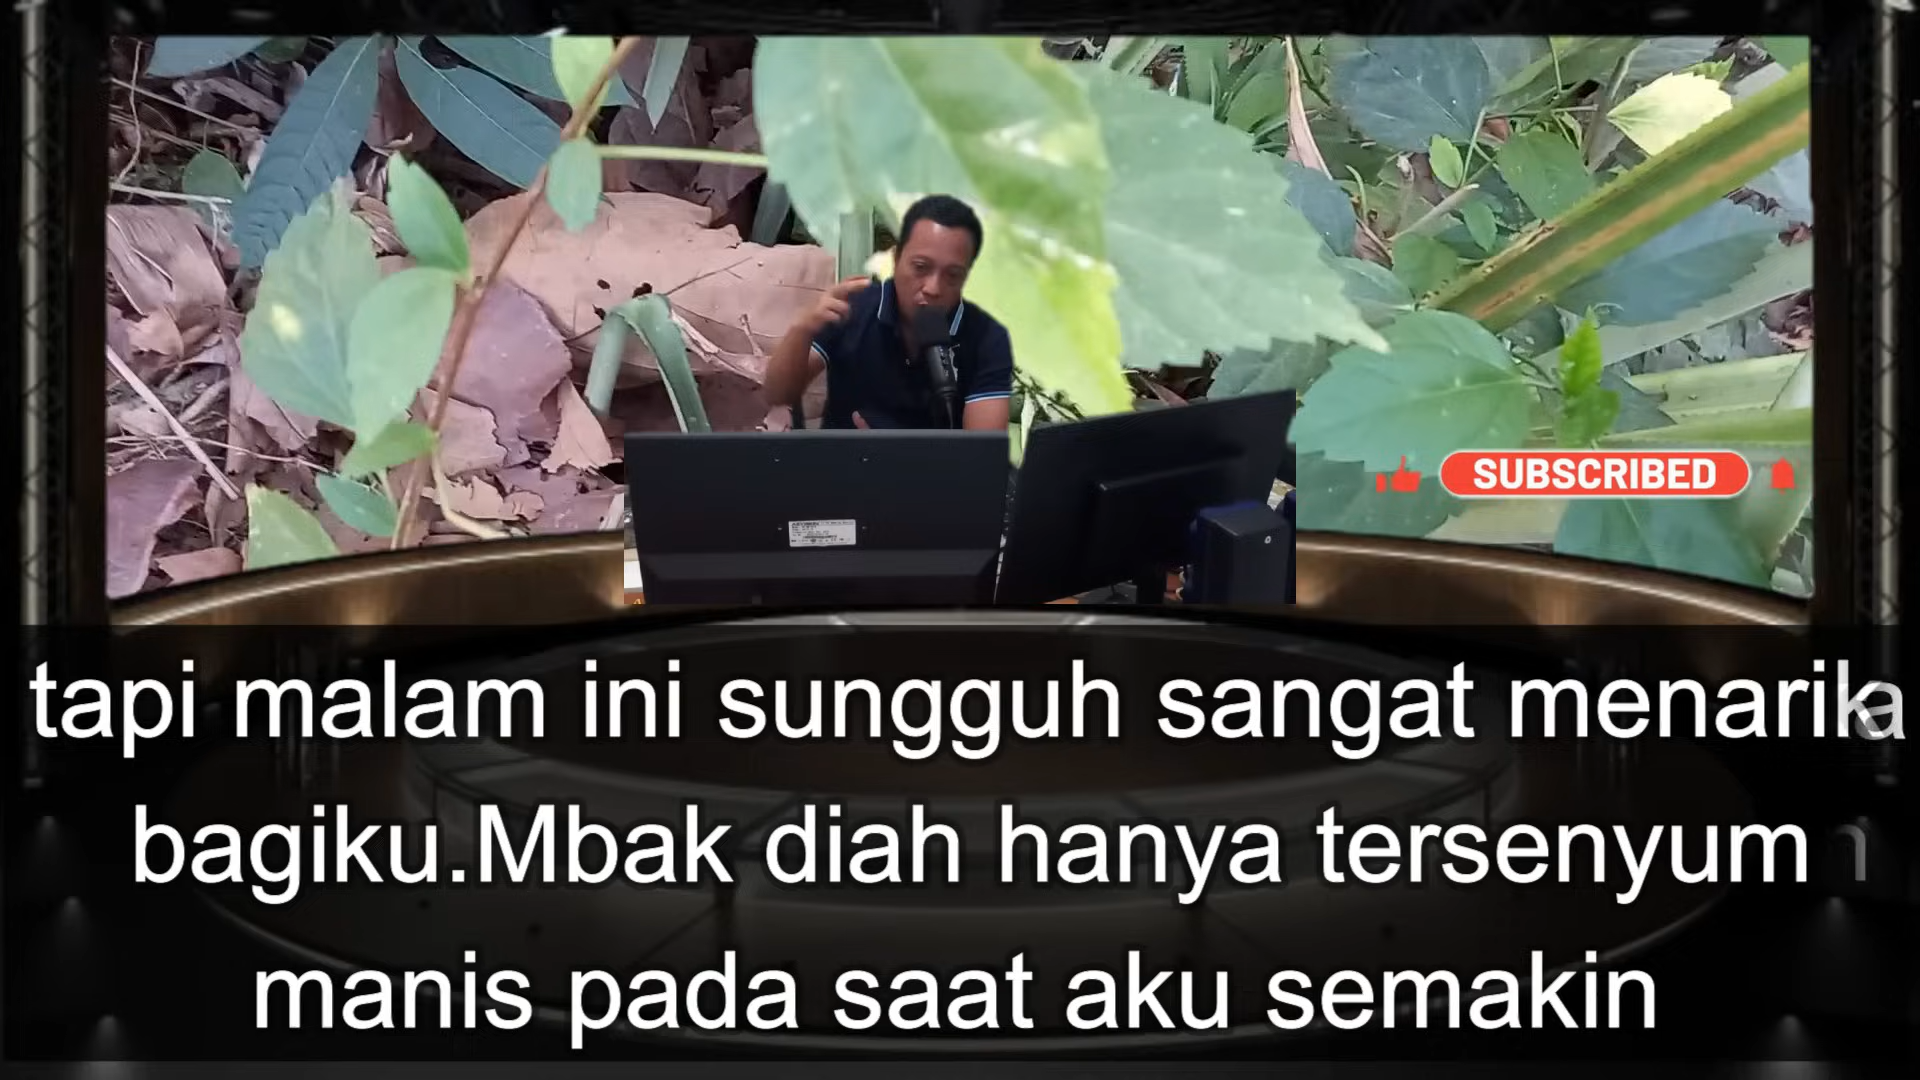 SUBSCRIBED
tapi malam ini sungguh sangat menarik
bagiku.Mbak diah hanya tersenyum
manis pada saat aku semakin